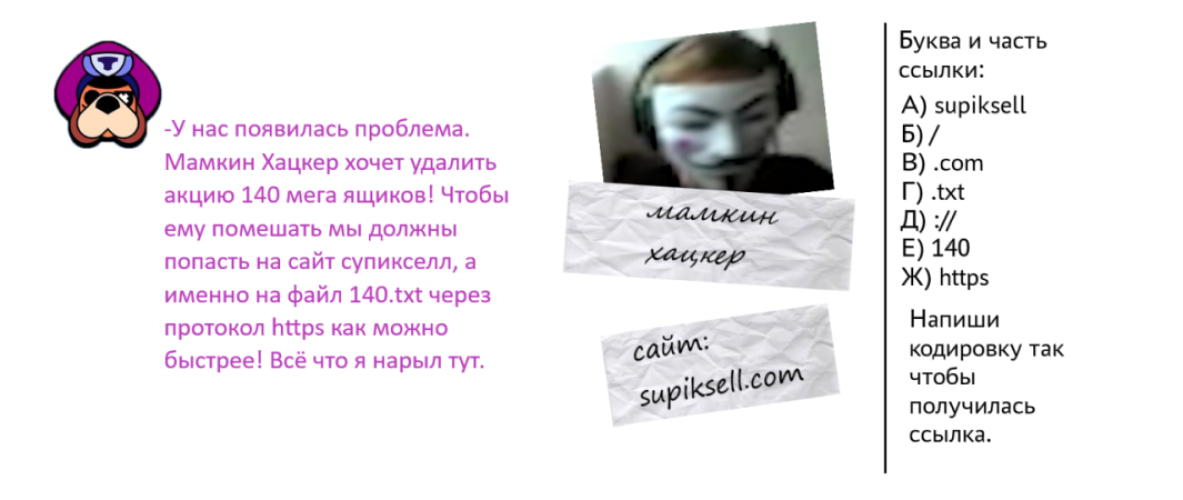 -У нас появилась проблема.
Мамкин Хацкер хочет удалить
акцию 140 мега ящиков! Чтобы
ему помешать мы должны
попасть на сайт супикселл, а
именно на файл 140.txt через
протокол https как можно
быстрее! Всё что я нарыл тут.
мамкин
хацкер
сайт:
supiksell.com
Буква и часть
ссылки:
А) supiksell
Б) /
В) .com
Г) .txt
Д) ://
Е) 140
Ж) https
Напиши
кодировку так
чтобы
получилась
ссылка.